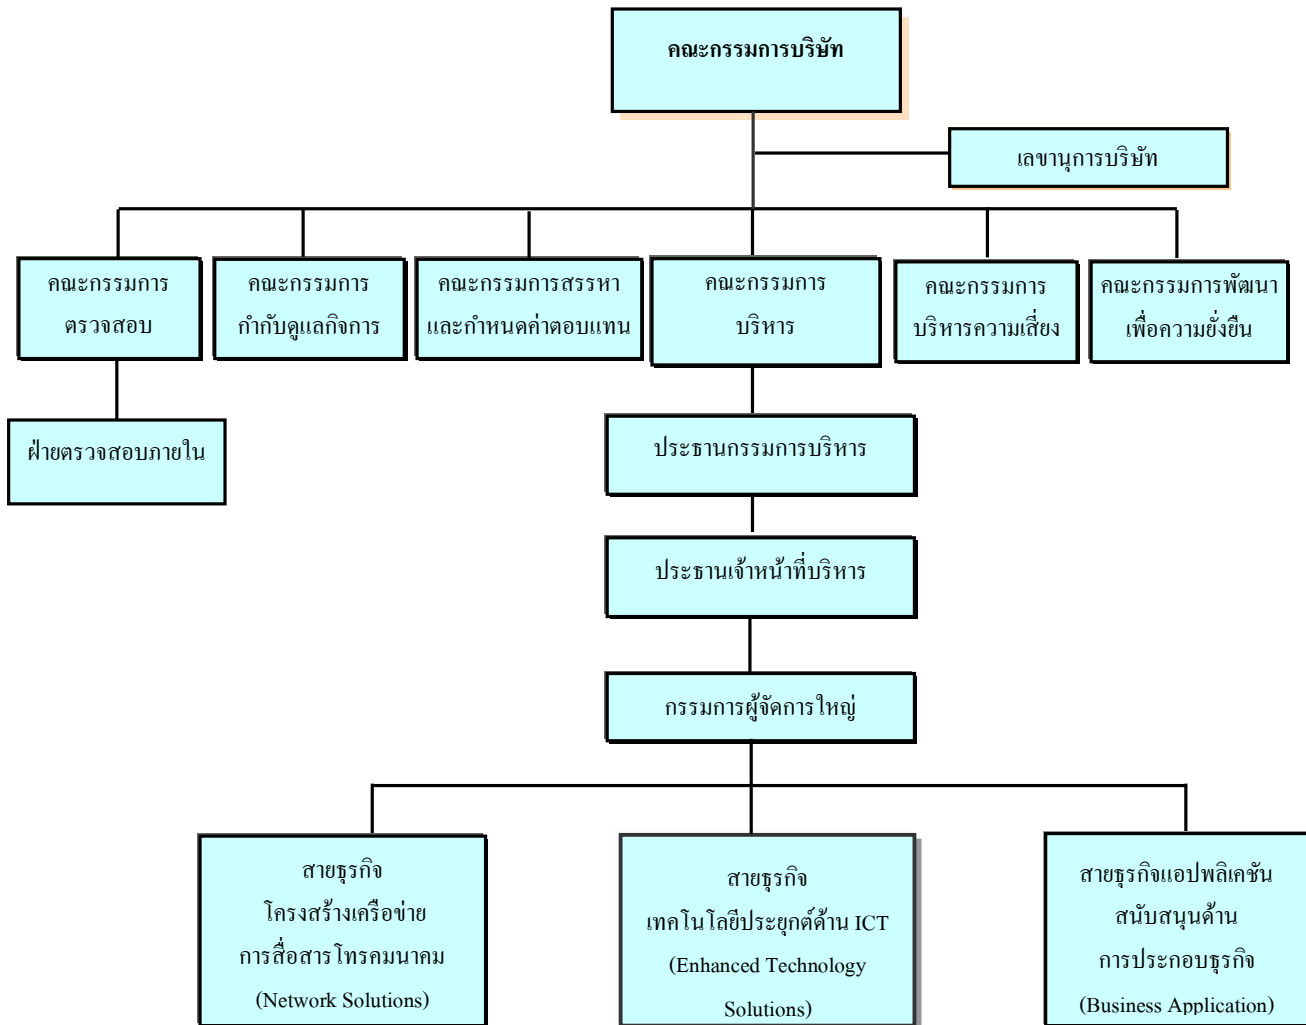 คณะกรรมการบริษัท
เลขานุการบริษัท
คณะกรรมการ
ตรวจสอบ
คณะกรรมการ
กำกับดูแลกิจการ
คณะกรรมการสรรหา
และกำหนดค่าตอบแทน
คณะกรรมการ
บริหาร
คณะกรรมการ
บริหารความเสี่ยง
คณะกรรมการพัฒนา
เพื่อความยั่งยืน
ฝ่ายตรวจสอบภายใน
ประธานกรรมการบริหาร
ประธานเจ้าหน้าที่บริหาร
กรรมการผู้จัดการใหญ่
สายธุรกิจ
โครงสร้างเครือข่าย
การสื่อสารโทรคมนาคม
(Network Solutions)
สายธุรกิจ
เทคโนโลยีประยุกต์ด้าน ICT
(Enhanced Technology
Solutions)
สายธุรกิจแอปพลิเคชัน
สนับสนุนด้าน
การประกอบธุรกิจ
(Business Application)